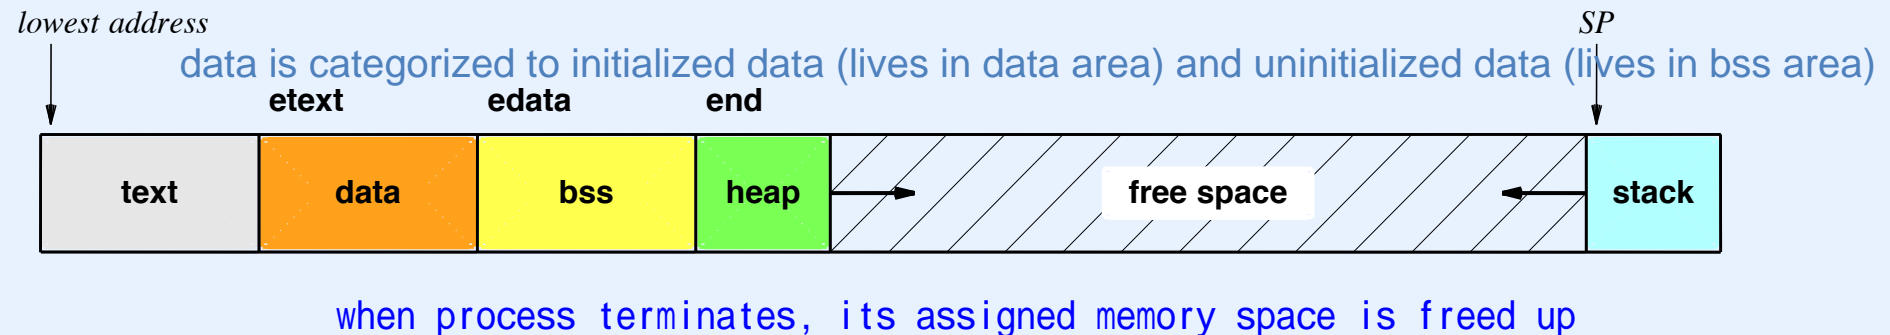 lowest address
SP
data is categorized to initialized data (lives in data area) and uninitialized data (lives in bss area)
etext edata end
text data bss heap free space stack
when process terminates, its assigned memory space is freed up